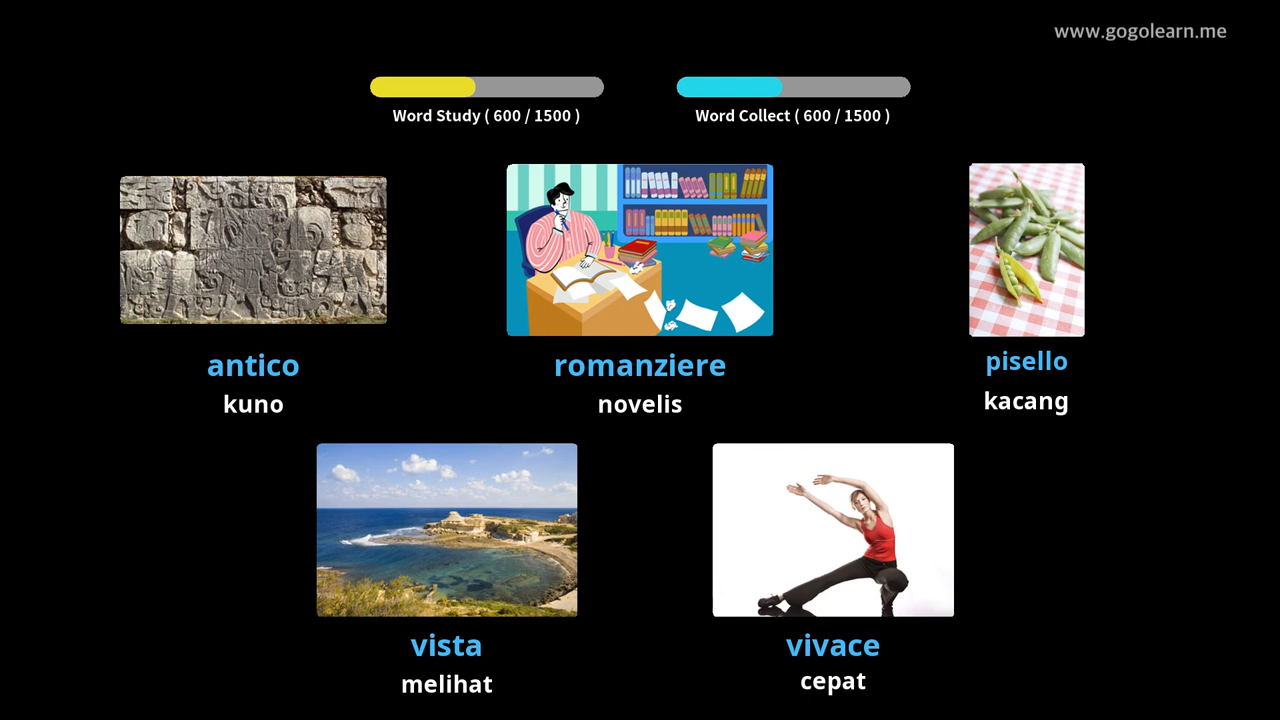 www.gogolearn.me
Word Study ( 600 / 1500 )
Word Collect ( 600 / 1500 )
antico
kuno
romanziere
novelis
pisello
kacang
vista
melihat
vivace
cepat